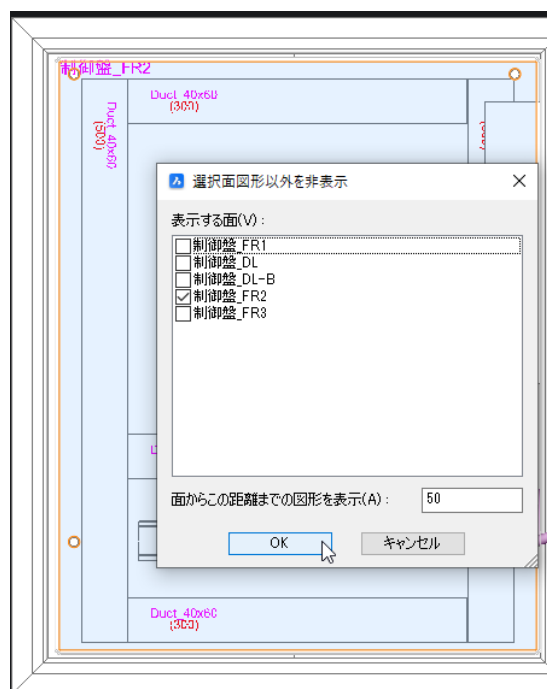 制御盤_FR2
Duct_40x60
(300)
Duct_40x60
(500)
選択面図形以外を非表示
表示する面(V):
制御盤_FR1
制御盤_DL
制御盤_DL-B
制御盤_FR2
制御盤_FR3
面からこの距離までの図形を表示(A): 50
OK キャンセル
Duct_40x60
(300)